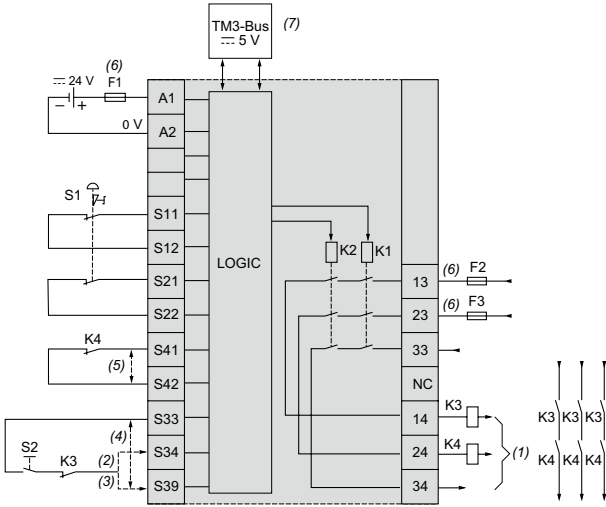 TM3-Bus
⎓ 5 V
(7)
(6)
⎓ 24 V
F1
– +
0 V
A1
A2
S1
S11
S12
S21
S22
K4
(5)
S41
S42
(4)
S33
S2
K3
(2)
(3)
S34
S39
LOGIC
K2
K1
13
(6) F2
23
(6) F3
33
NC
14
K3
24
K4
34
(1)
K3 K3 K3
K4 K4 K4